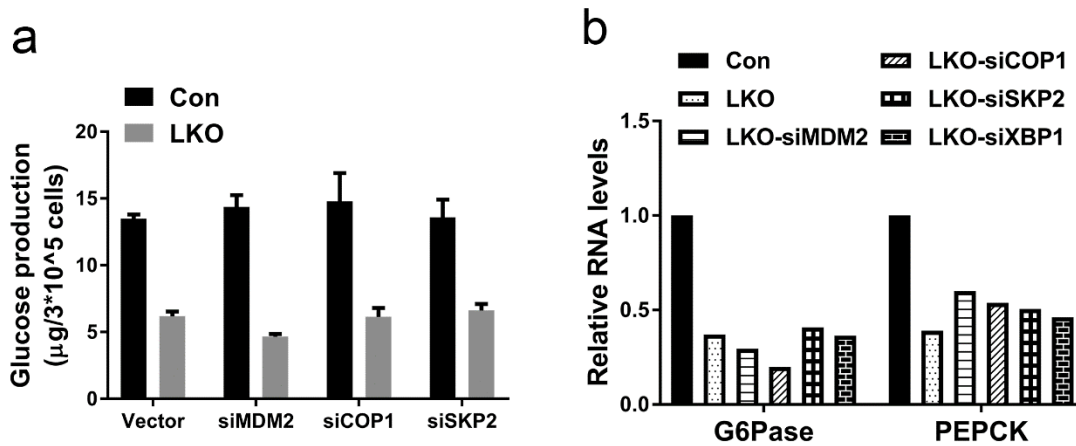 a
Con
LKO
Glucose production
(μg/3*10^5 cells)
20
15
10
5
0
Vector siMDM2 siCOP1 siSKP2
b
Con LKO-siCOP1
LKO LKO-siSKP2
LKO-siMDM2 LKO-siXBP1
Relative RNA levels
1.5
1.0
0.5
0.0
G6Pase PEPCK